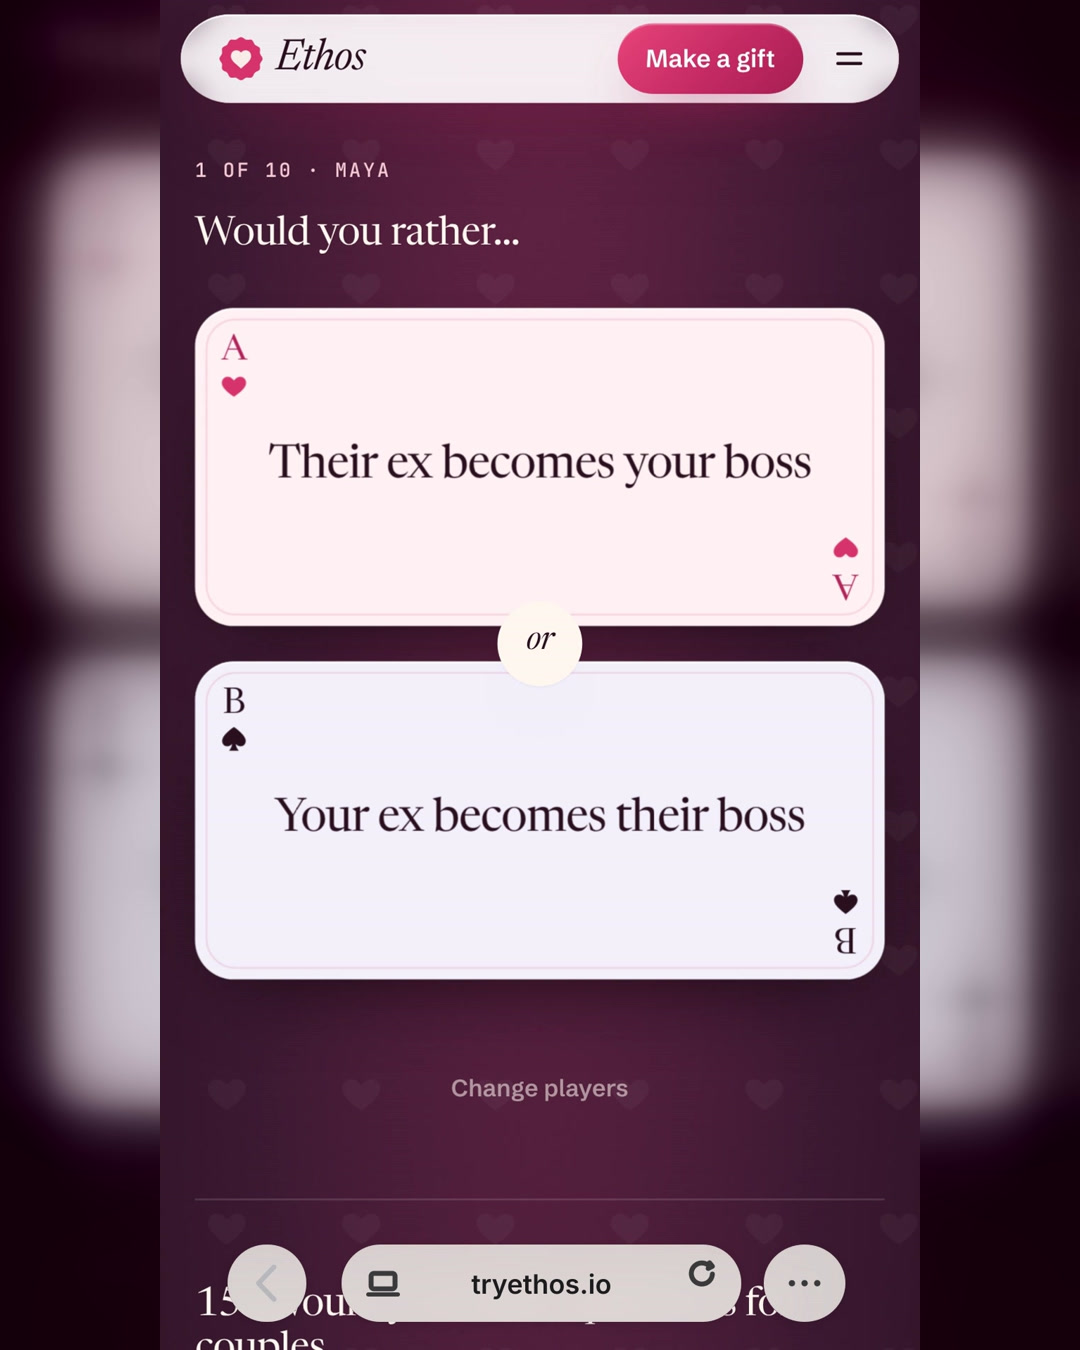 Ethos
Make a gift
1 OF 10 · MAYA
Would you rather...
A
Their ex becomes your boss
A
or
B
Your ex becomes their boss
B
Change players
tryethos.io
couples